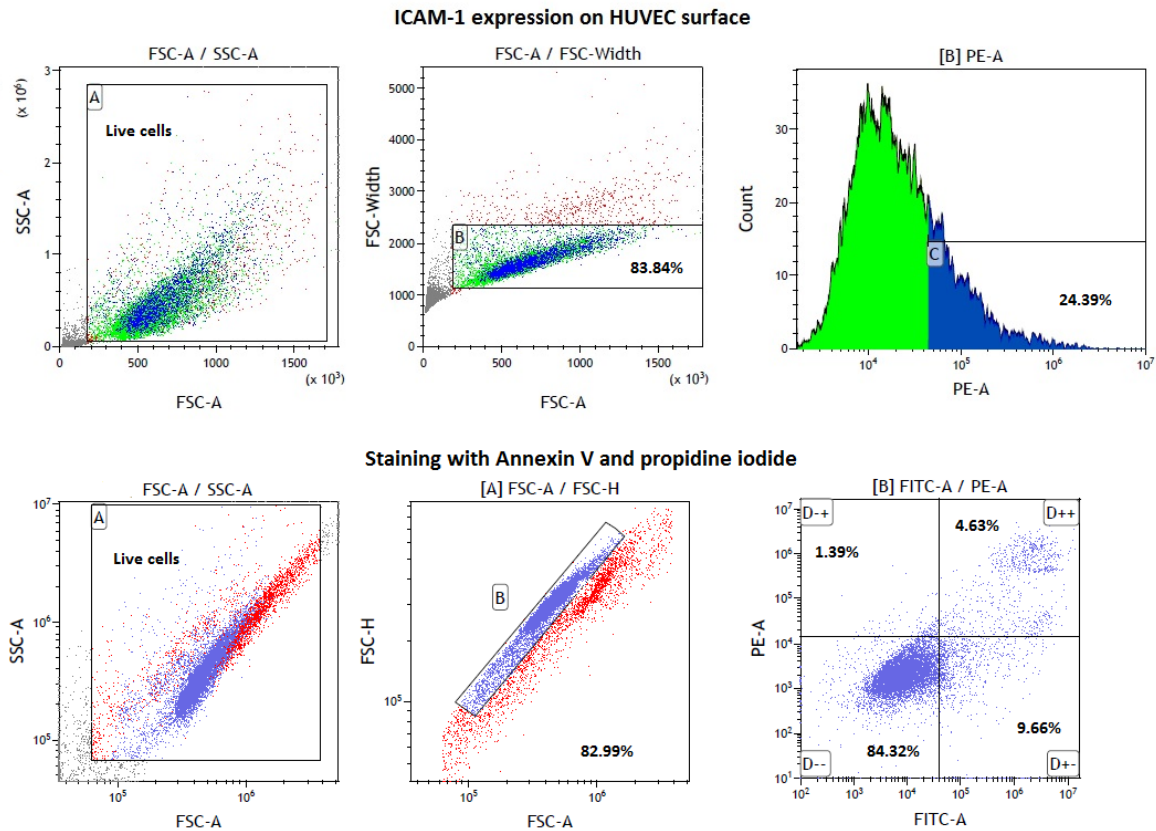 ICAM-1 expression on HUVEC surface
FSC-A / SSC-A
(x 10⁶)
SSC-A
3
2
1
0
A
Live cells
0
500
1000
1500
(x 10³)
FSC-A
FSC-A / FSC-Width
FSC-Width
5000
4000
3000
2000
1000
0
B
83.84%
0
500
1000
1500
(x 10³)
FSC-A
[B] PE-A
Count
30
20
10
0
C
24.39%
10⁴
10⁵
10⁶
10⁷
PE-A
Staining with Annexin V and propidine iodide
FSC-A / SSC-A
SSC-A
10⁷
10⁶
10⁵
A
Live cells
10⁵
10⁶
FSC-A
[A] FSC-A / FSC-H
FSC-H
10⁵
B
82.99%
10⁵
10⁶
FSC-A
[B] FITC-A / PE-A
PE-A
10⁷
10⁶
10⁵
10⁴
10³
10²
10¹
D-+
1.39%
4.63%
D++
84.32%
9.66%
D--
D+-
10²
10³
10⁴
10⁵
10⁶
10⁷
FITC-A